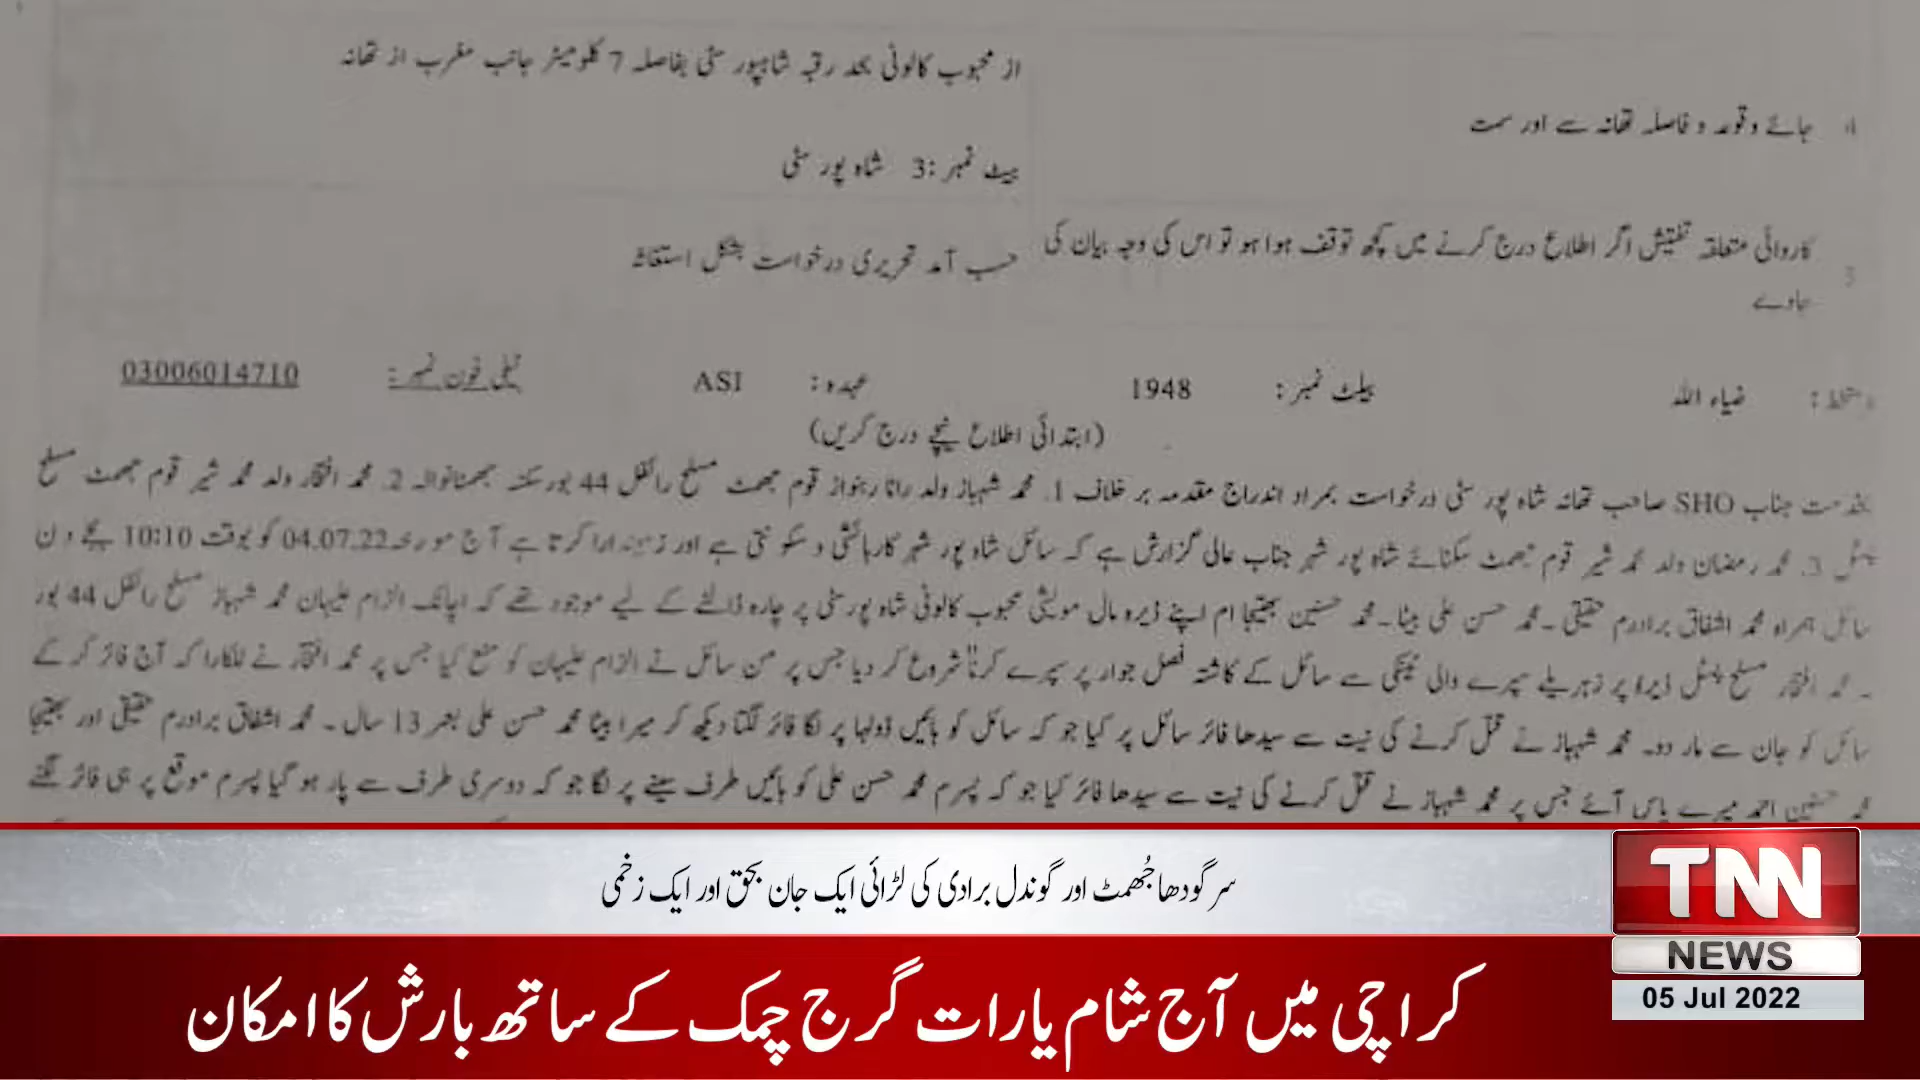 از محبوب کالونی بحد رقبہ شاہپور سٹی بفاصلہ 7 کلومیٹر جانب مغرب از تھانہ
4 جائے وقوعہ و فاصلہ تھانہ سے اور سمت
بیٹ نمبر :3 شاہ پور سٹی
کاروائی متعلقہ تفتیش اگر اطلاع درج کرنے میں کچھ توقف ہوا ہو تو اس کی وجہ بیان کی
حسب آمد تحریری درخواست بشکل استغاثہ
5 جاوے
دستخط : ضیاء اللہ بیلٹ نمبر : 1948 عہدہ : ASI ٹیلی فون نمبر : 03006014710
(ابتدائی اطلاع نیچے درج کریں)
بخدمت جناب SHO صاحب تھانہ شاہ پور سٹی درخواست بمراد اندراج مقدمہ بر خلاف 1. محمد شہباز ولد رانا ربنواز قوم جھمٹ مسلح رائفل 44 بور سکنہ جھمٹانوالہ 2. محمد افتخار ولد محمد شیر قوم جھمٹ مسلح
پسٹل 3. محمد رمضان ولد محمد شیر قوم جھمٹ سکنائے شاہ پور شہر جناب عالی گزارش ہے کہ سائل شاہ پور شہر کا رہائشی و سکونتی ہے اور زمیندارا کرتا ہے آج مورخہ 04.07.22 کو بوقت 10:10 بجے دن
سائل ہمراہ محمد اشفاق برادرم حقیقی ۔محمد حسن علی بیٹا ۔محمد حسنین بھتیجا ام اپنے ڈیرہ مال مویشی محبوب کالونی شاہ پور سٹی پر چارہ ڈالنے کے لیے موجود تھے کہ اچانک الزام علیہان محمد شہباز مسلح رائفل 44 بور
۔ محمد افتخار مسلح پسٹل ڈیرہ پر زہریلے سپرے والی ٹینکی سے سائل کے کاشتہ فصل جوار پر سپرے کرنا شروع کر دیا جس پر من سائل نے الزام علیہان کو منع کیا جس پر محمد افتخار نے للکارا کہ آج فائر کر کے
سائل کو جان سے مار دو۔ محمد شہباز نے قتل کرنے کی نیت سے سیدھا فائر سائل پر کیا جو کہ سائل کو بائیں ڈولہا پر لگا فائر لگتا دیکھ کر میرا بیٹا محمد حسن علی بعمر 13 سال ۔ محمد اشفاق برادرم حقیقی اور بھتیجا
محمد حسنین احمد میرے پاس آئے جس پر محمد شہباز نے قتل کرنے کی نیت سے سیدھا فائر کیا جو کہ پسرم محمد حسن علی کو بائیں طرف سینے پر لگا جو کہ دوسری طرف سے پار ہو گیا پسرم موقع پر ہی فائر لگنے
سرگودھا جُھمٹ اور گوندل برادی کی لڑائی ایک جان بحق اور ایک زخمی
TNN
NEWS
05 Jul 2022
کراچی میں آج شام یا رات گرج چمک کے ساتھ بارش کا امکان